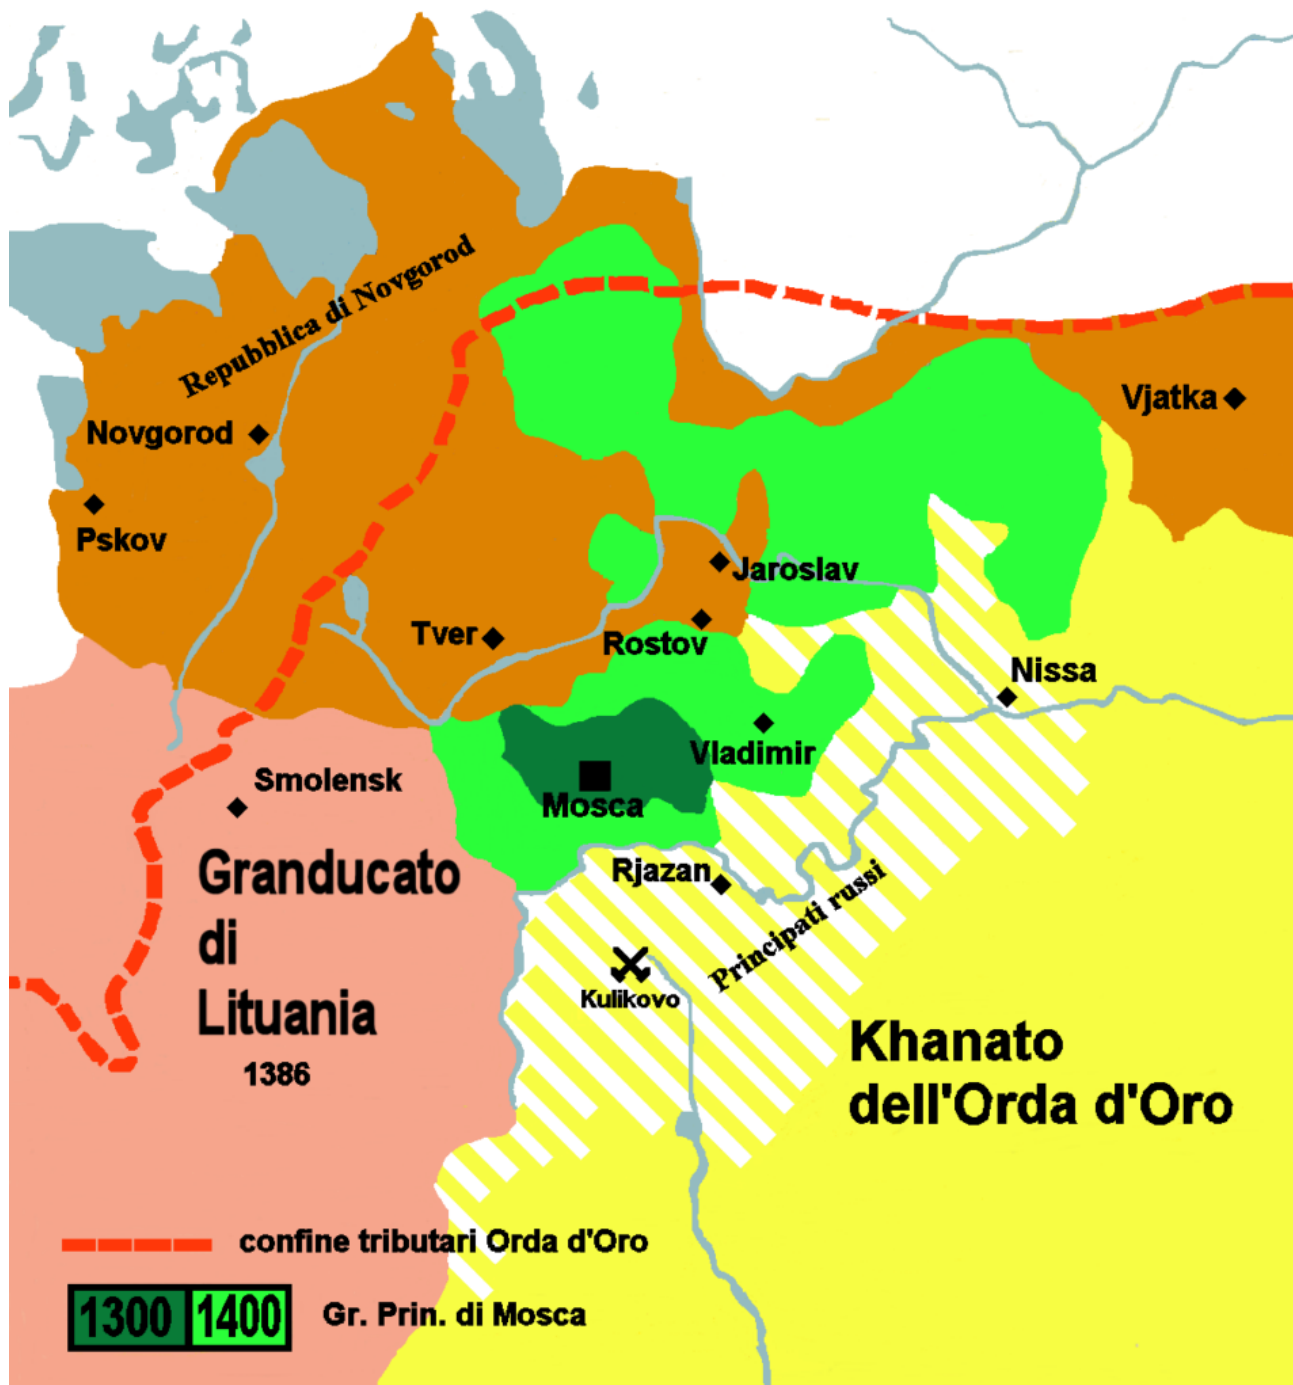 Repubblica di Novgorod
Vjatka
Novgorod
Pskov
Jaroslav
Tver
Rostov
Nissa
Vladimir
Smolensk
Mosca
Granducato
di
Lituania
1386
Rjazan
Principati russi
Kulikovo
Khanato
dell'Orda d'Oro
confine tributari Orda d'Oro
1300 1400 Gr. Prin. di Mosca